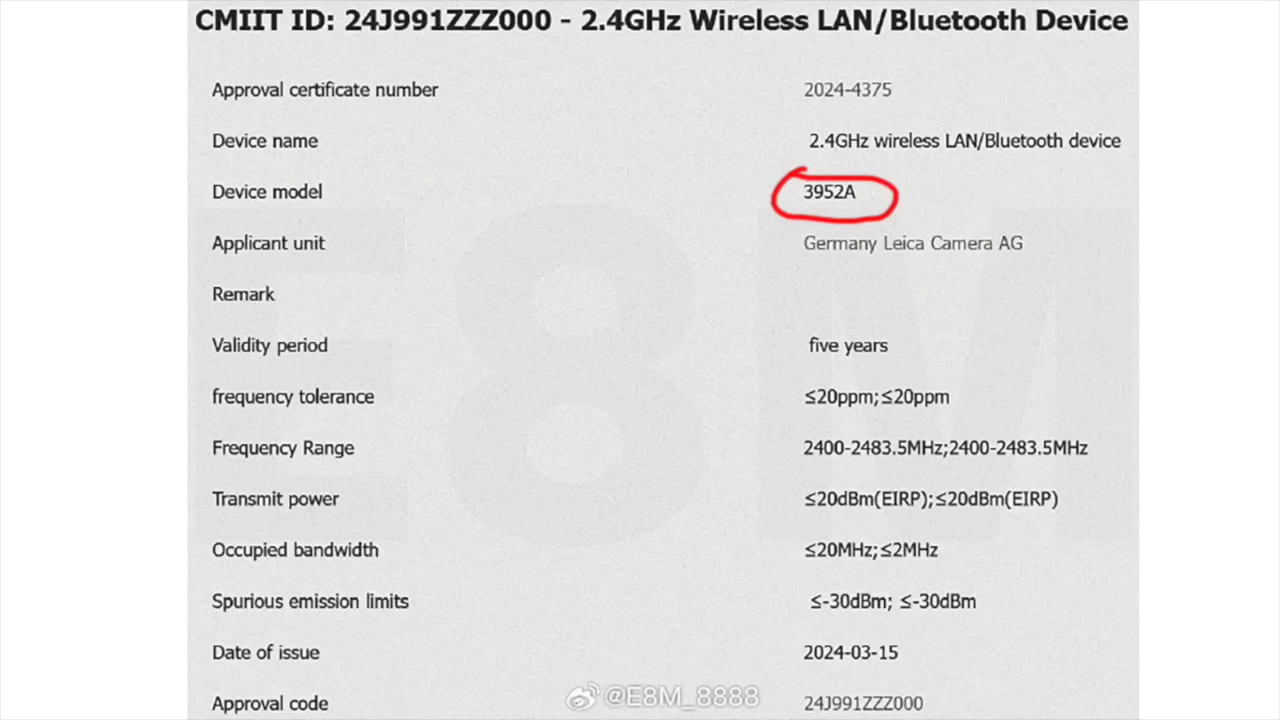 CMIIT ID: 24J991ZZZ000 - 2.4GHz Wireless LAN/Bluetooth Device
Approval certificate number 2024-4375
Device name 2.4GHz wireless LAN/Bluetooth device
Device model 3952A
Applicant unit Germany Leica Camera AG
Remark
Validity period five years
frequency tolerance ≤20ppm;≤20ppm
Frequency Range 2400-2483.5MHz;2400-2483.5MHz
Transmit power ≤20dBm(EIRP);≤20dBm(EIRP)
Occupied bandwidth ≤20MHz;≤2MHz
Spurious emission limits ≤-30dBm; ≤-30dBm
Date of issue 2024-03-15
Approval code 24J991ZZZ000
@E8M_8888
E8M